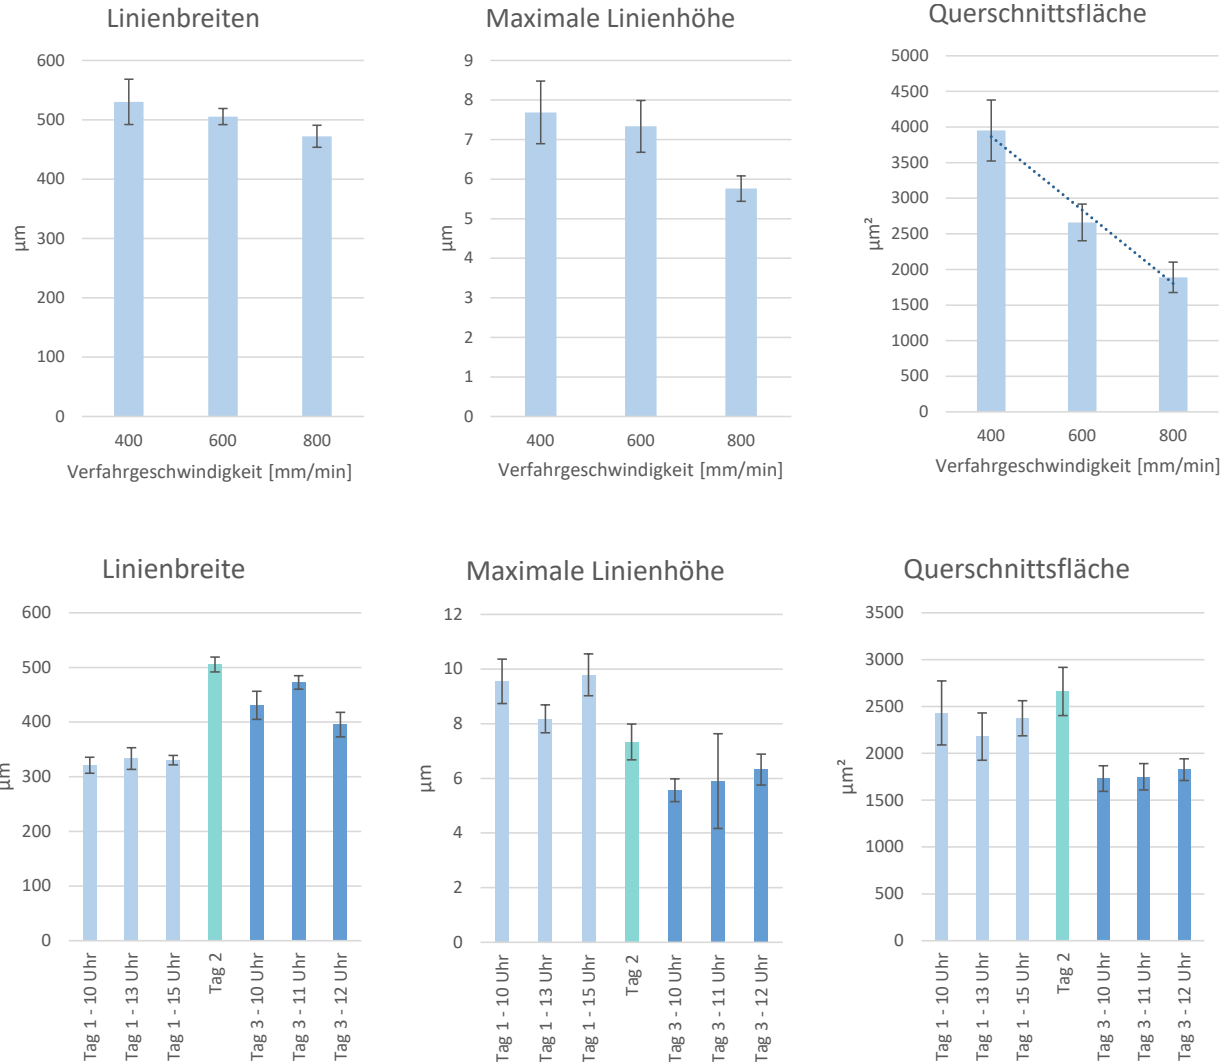 Linienbreiten
600
500
400
300
200
100
0
µm
400 600 800
Verfahrgeschwindigkeit [mm/min]
Maximale Linienhöhe
9
8
7
6
5
4
3
2
1
0
µm
400 600 800
Verfahrgeschwindigkeit [mm/min]
Querschnittsfläche
5000
4500
4000
3500
3000
2500
2000
1500
1000
500
0
µm²
400 600 800
Verfahrgeschwindigkeit [mm/min]
Linienbreite
600
500
400
300
200
100
0
µm
Tag 1 - 10 Uhr
Tag 1 - 13 Uhr
Tag 1 - 15 Uhr
Tag 2
Tag 3 - 10 Uhr
Tag 3 - 11 Uhr
Tag 3 - 12 Uhr
Maximale Linienhöhe
12
10
8
6
4
2
0
µm
Tag 1 - 10 Uhr
Tag 1 - 13 Uhr
Tag 1 - 15 Uhr
Tag 2
Tag 3 - 10 Uhr
Tag 3 - 11 Uhr
Tag 3 - 12 Uhr
Querschnittsfläche
3500
3000
2500
2000
1500
1000
500
0
µm²
Tag 1 - 10 Uhr
Tag 1 - 13 Uhr
Tag 1 - 15 Uhr
Tag 2
Tag 3 - 10 Uhr
Tag 3 - 11 Uhr
Tag 3 - 12 Uhr